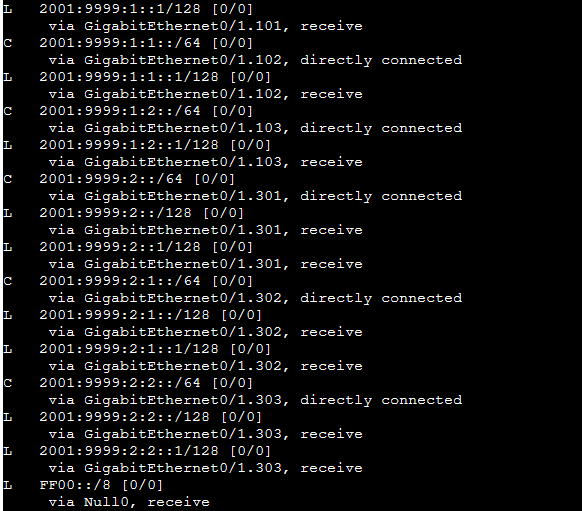 L   2001:9999:1::1/128 [0/0]
     via GigabitEthernet0/1.101, receive
C   2001:9999:1:1::/64 [0/0]
     via GigabitEthernet0/1.102, directly connected
L   2001:9999:1:1::1/128 [0/0]
     via GigabitEthernet0/1.102, receive
C   2001:9999:1:2::/64 [0/0]
     via GigabitEthernet0/1.103, directly connected
L   2001:9999:1:2::1/128 [0/0]
     via GigabitEthernet0/1.103, receive
C   2001:9999:2::/64 [0/0]
     via GigabitEthernet0/1.301, directly connected
L   2001:9999:2::/128 [0/0]
     via GigabitEthernet0/1.301, receive
L   2001:9999:2::1/128 [0/0]
     via GigabitEthernet0/1.301, receive
C   2001:9999:2:1::/64 [0/0]
     via GigabitEthernet0/1.302, directly connected
L   2001:9999:2:1::/128 [0/0]
     via GigabitEthernet0/1.302, receive
L   2001:9999:2:1::1/128 [0/0]
     via GigabitEthernet0/1.302, receive
C   2001:9999:2:2::/64 [0/0]
     via GigabitEthernet0/1.303, directly connected
L   2001:9999:2:2::/128 [0/0]
     via GigabitEthernet0/1.303, receive
L   2001:9999:2:2::1/128 [0/0]
     via GigabitEthernet0/1.303, receive
L   FF00::/8 [0/0]
     via Null0, receive